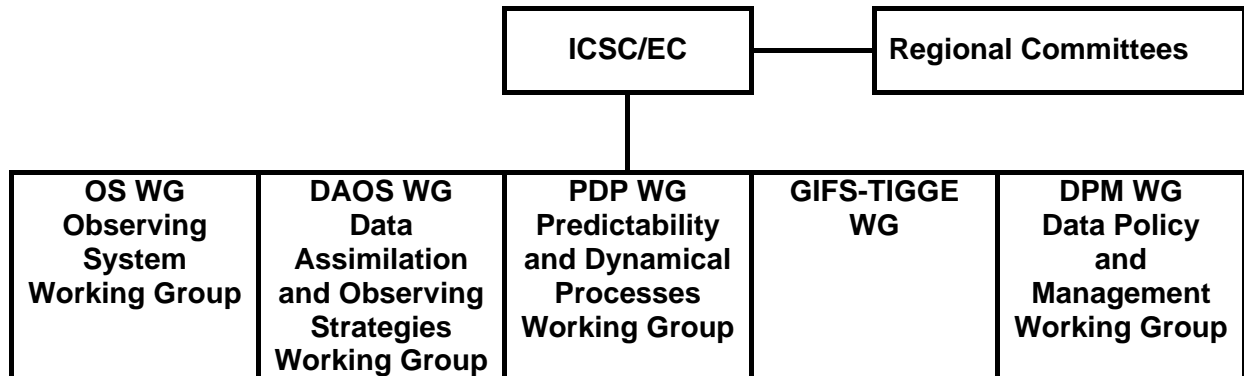 ICSC/EC
Regional Committees
OS WG
Observing
System
Working Group
DAOS WG
Data
Assimilation
and Observing
Strategies
Working Group
PDP WG
Predictability
and Dynamical
Processes
Working Group
GIFS-TIGGE
WG
DPM WG
Data Policy
and
Management
Working Group